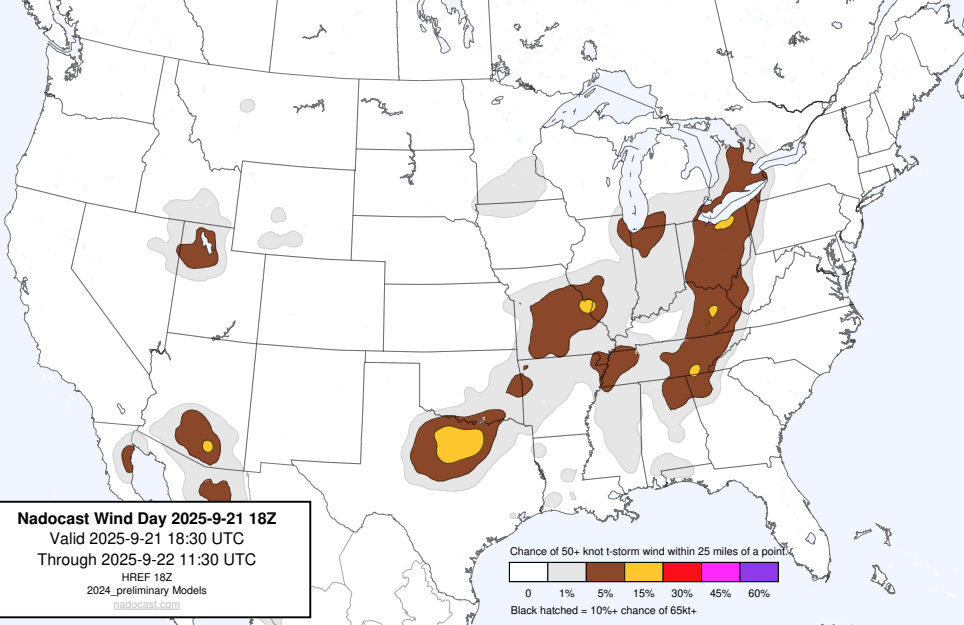 Nadocast Wind Day 2025-9-21 18Z
Valid 2025-9-21 18:30 UTC
Through 2025-9-22 11:30 UTC
HREF 18Z
2024_preliminary Models
nadocast.com
Chance of 50+ knot t-storm wind within 25 miles of a point.
0 1% 5% 15% 30% 45% 60%
Black hatched = 10%+ chance of 65kt+